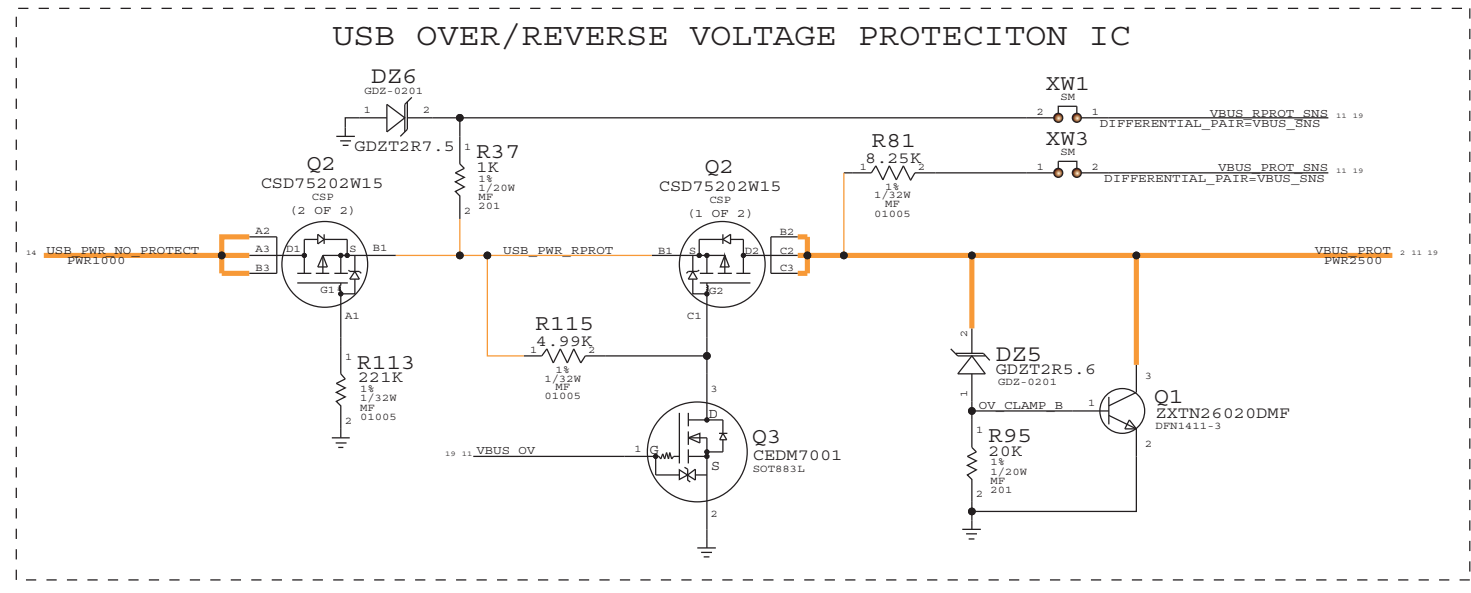 USB OVER/REVERSE VOLTAGE PROTECITON IC
DZ6
GDZ-0201
1
2
GDZT2R7.5
XW1
SM
2
1
VBUS_RPROT_SNS
11 19
DIFFERENTIAL_PAIR=VBUS_SNS
1
R37
1K
1%
1/20W
MF
201
2
R81
8.25K
1
2
1%
1/32W
MF
01005
XW3
SM
1
2
VBUS_PROT_SNS
11 19
DIFFERENTIAL_PAIR=VBUS_SNS
Q2
CSD75202W15
CSP
(2 OF 2)
Q2
CSD75202W15
CSP
(1 OF 2)
14
USB_PWR_NO_PROTECT
PWR1000
A2
A3
B3
D1
S
B1
G1
A1
USB_PWR_RPROT
B1
S
D2
G2
C1
B2
C2
C3
VBUS_PROT
2 11 19
PWR2500
1
R113
221K
1%
1/32W
MF
01005
2
R115
4.99K
1
2
1%
1/32W
MF
01005
2
DZ5
GDZT2R5.6
GDZ-0201
1
OV_CLAMP_B
1
3
Q1
ZXTN26020DMF
DFN1411-3
2
1
R95
20K
1%
1/20W
MF
201
2
3
D
19 11
VBUS_OV
1
G
S
Q3
CEDM7001
SOT883L
2